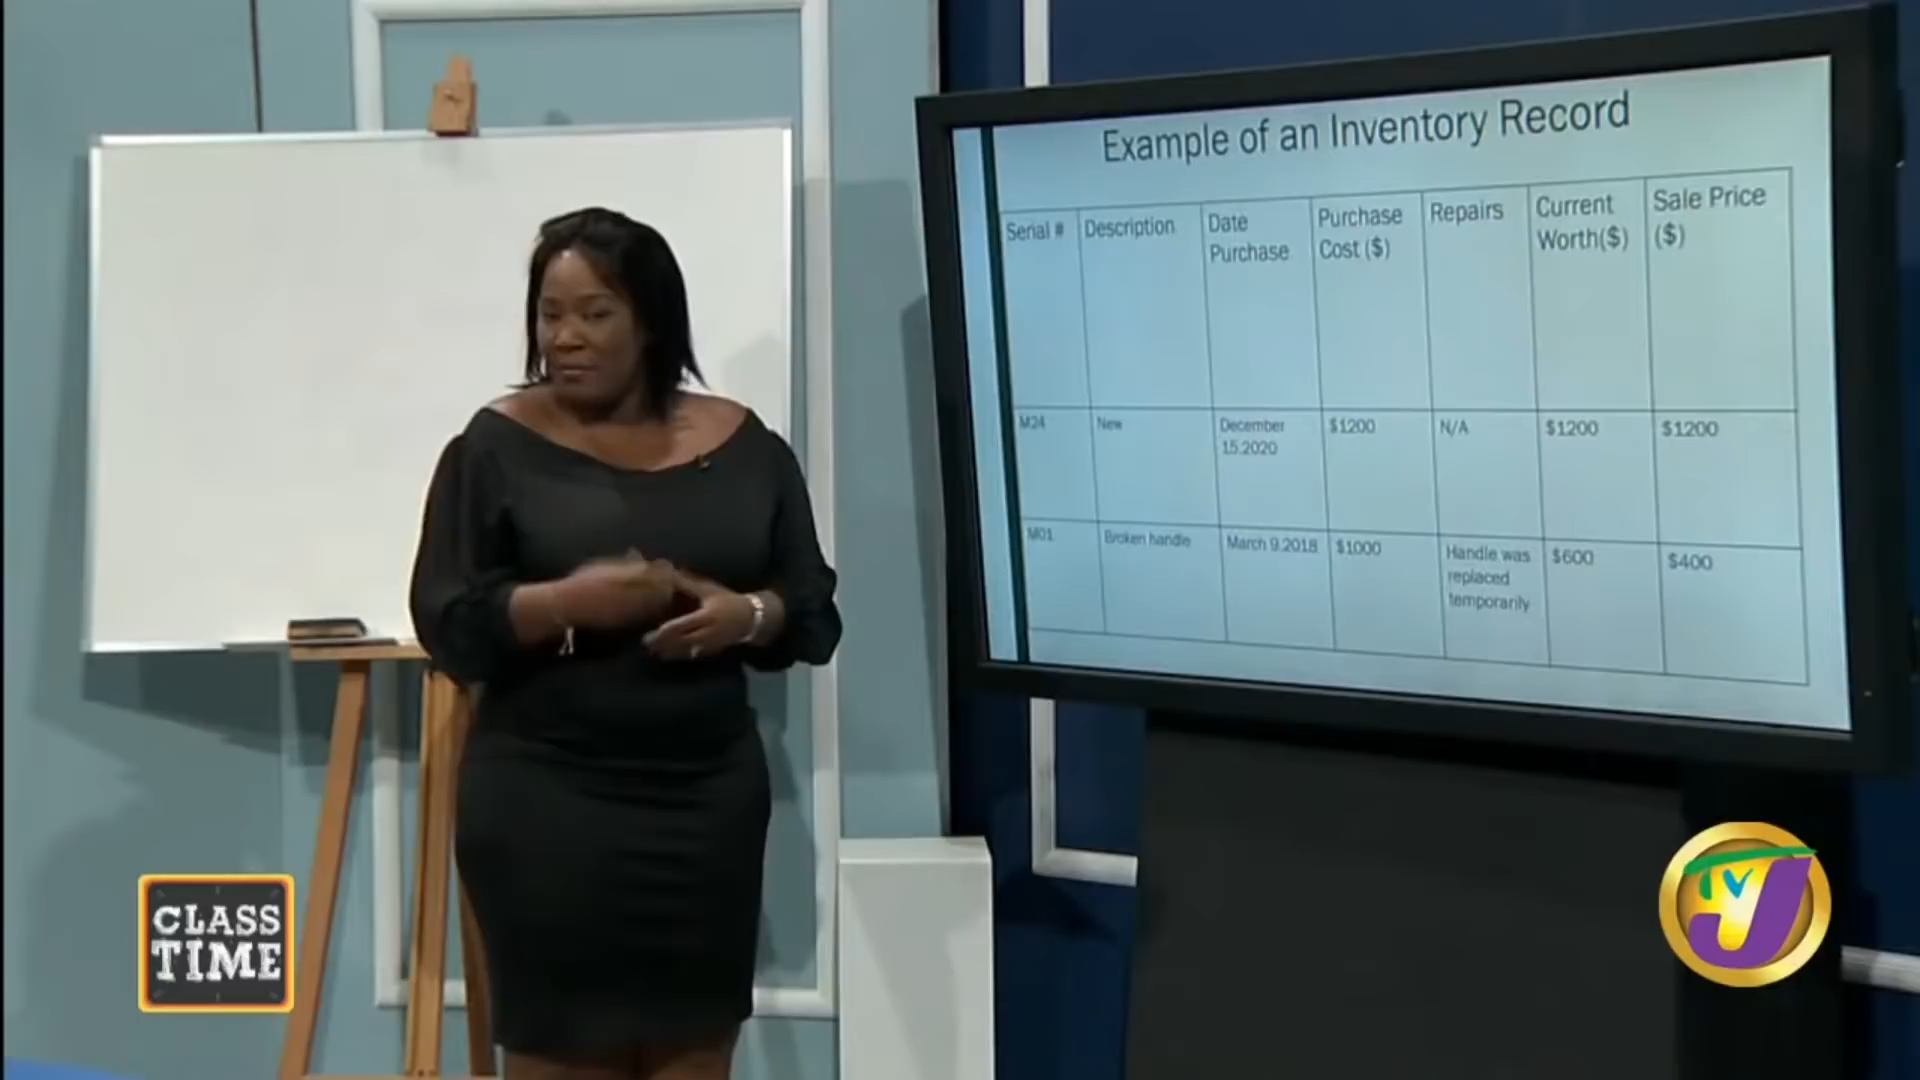 Example of an Inventory Record
Serial #
Description
Date
Purchase
Purchase
Cost ($)
Repairs
Current
Worth($)
Sale Price
($)
M24
New
December
15.2020
$1200
N/A
$1200
$1200
M01
Broken handle
March 9.2018
$1000
Handle was
replaced
temporarily
$600
$400
CLASS
TIME
TVJ